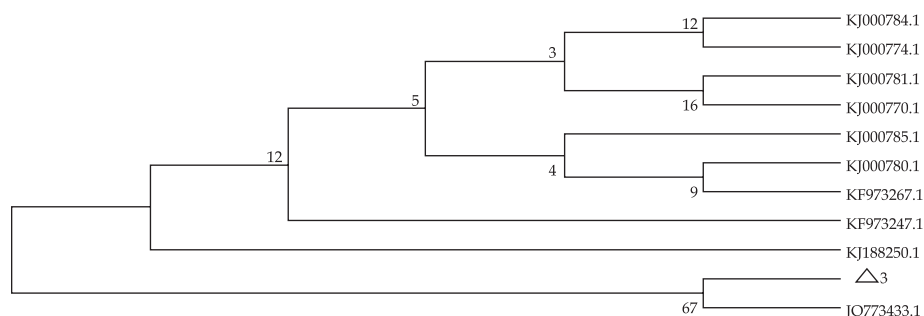 KJ000784.1
12
KJ000774.1
3
KJ000781.1
5
16
KJ000770.1
KJ000785.1
12
4
KJ000780.1
9
KF973267.1
KF973247.1
KJ188250.1
3
67
JQ773433.1